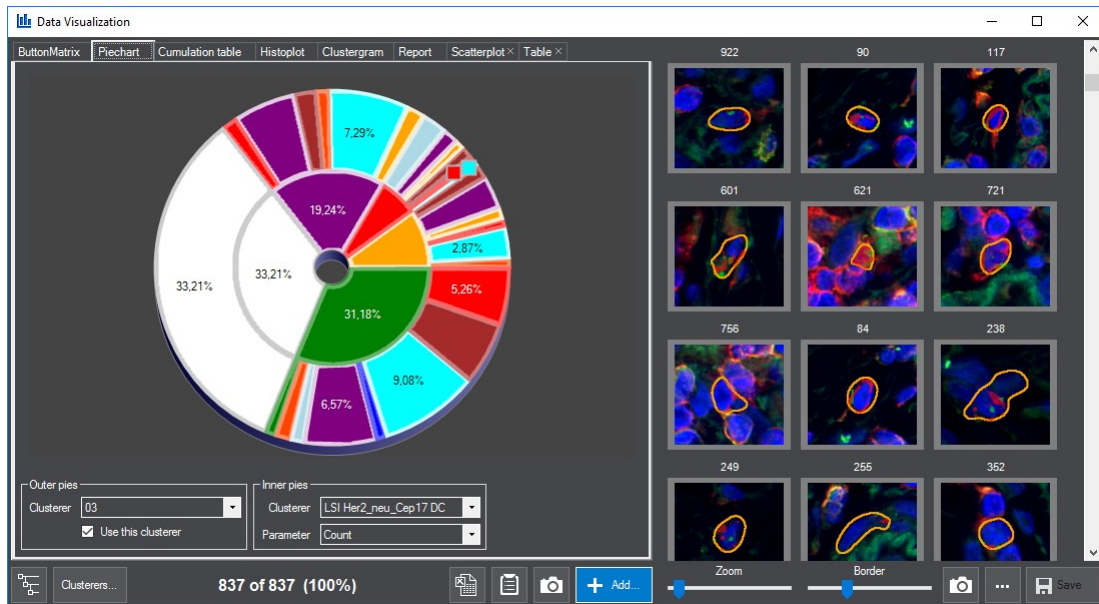 Data Visualization
ButtonMatrix Piechart Cumulation table Histoplot Clustergram Report Scatterplot × Table ×
922 90 117
7,29%
19,24%
601 621 721
2,87%
33,21% 33,21% 5,26%
31,18%
756 84 238
9,08%
6,57%
249 255 352
Outer pies
Clusterer 03
Use this clusterer
Inner pies
Clusterer LSI Her2_neu_Cep17 DC
Parameter Count
Clusterers... 837 of 837 (100%) + Add... Zoom Border ... Save